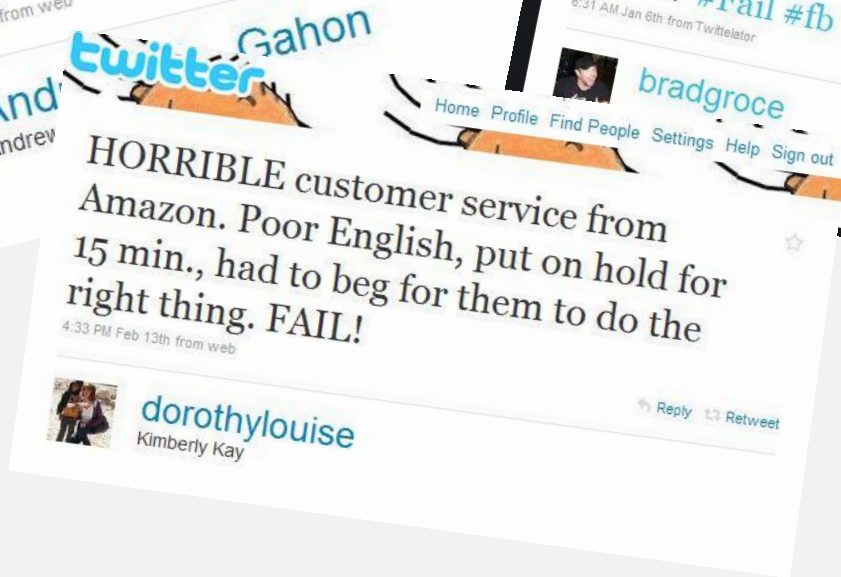 from web
Gahon
#Fail #fb
6:31 AM Jan 6th from Twittelator
bradgroce
twitter
Home Profile Find People Settings Help Sign out
HORRIBLE customer service from
Amazon. Poor English, put on hold for
15 min., had to beg for them to do the
right thing. FAIL!
4:33 PM Feb 13th from web
Reply Retweet
dorothylouise
Kimberly Kay